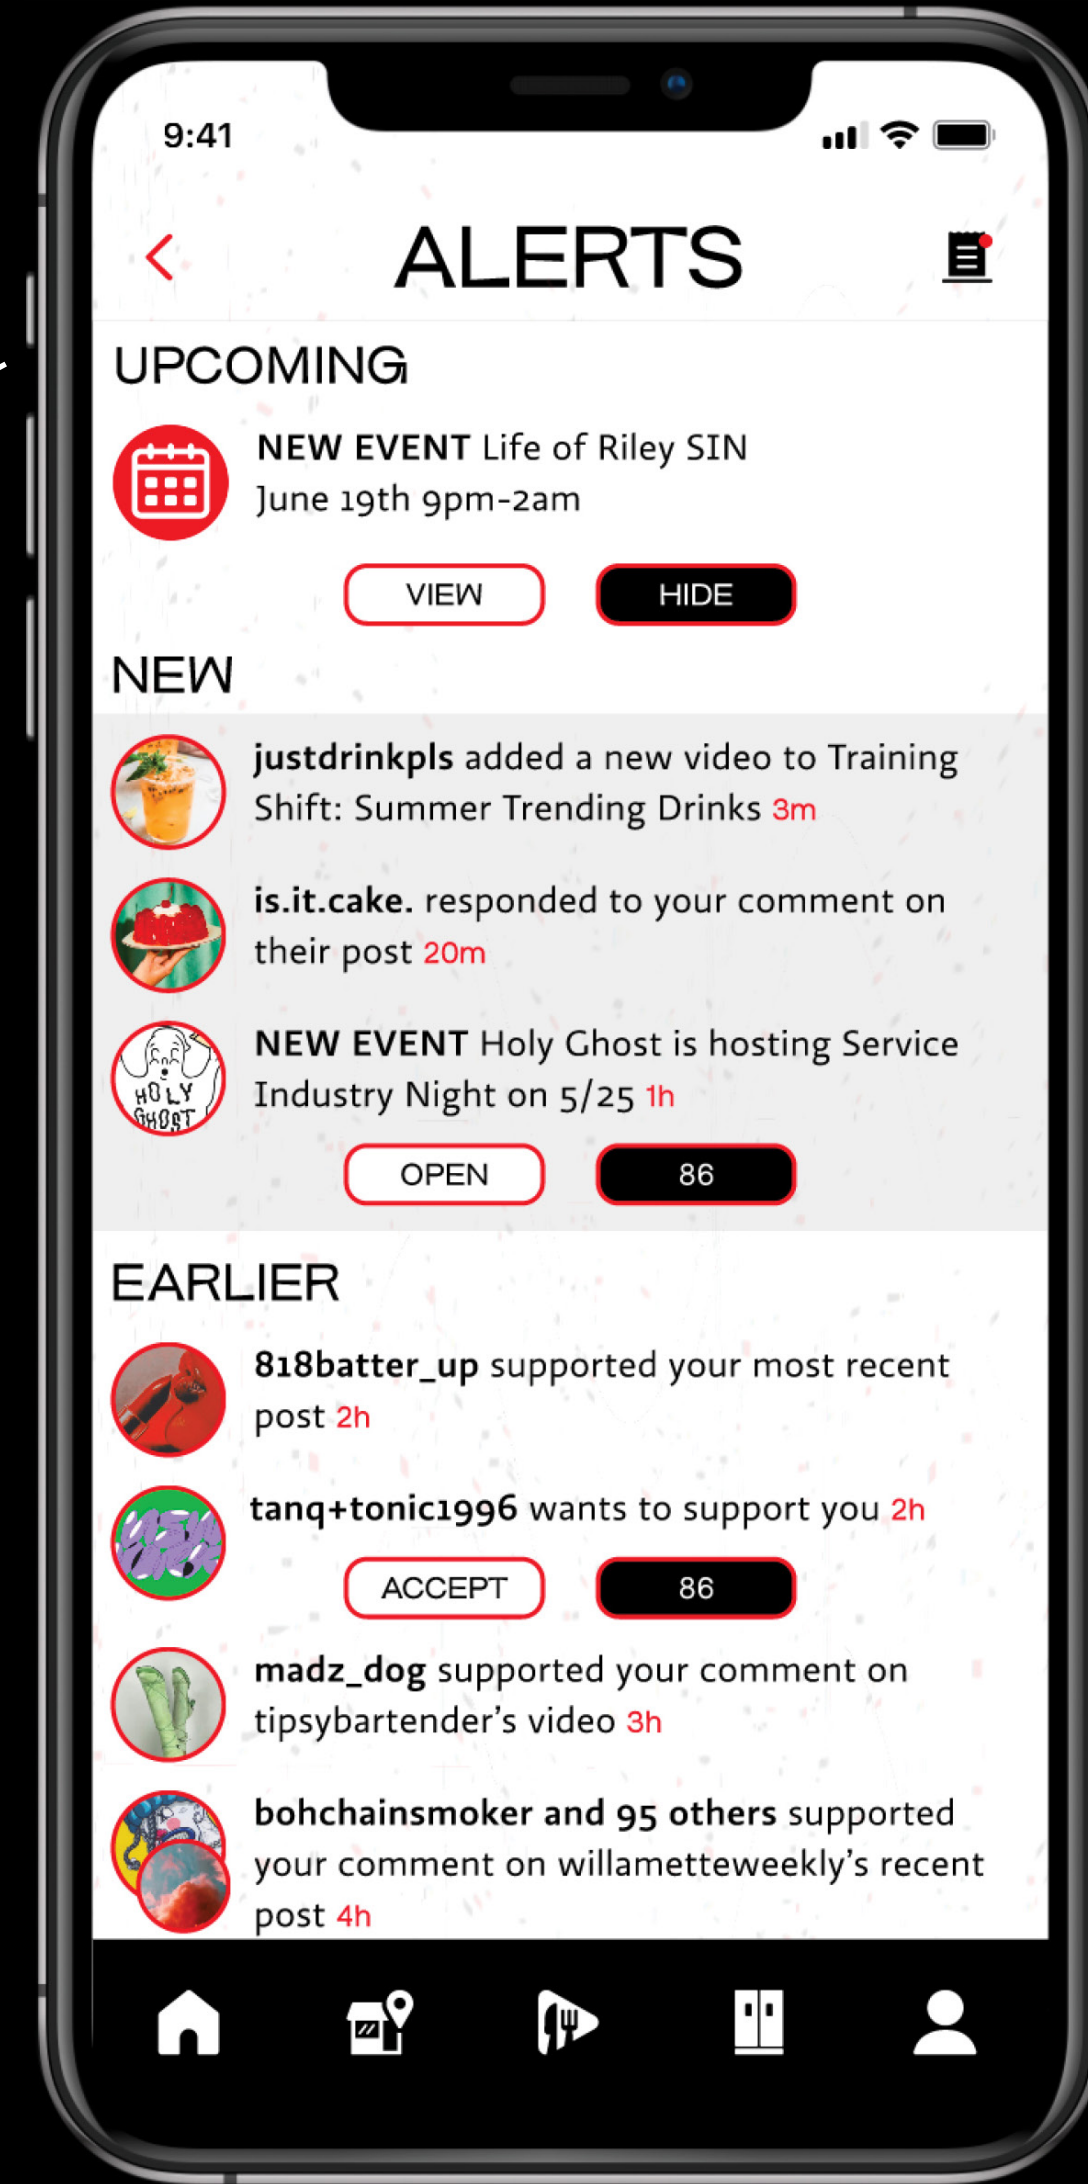 9:41
ALERTS
UPCOMING
NEW EVENT Life of Riley SIN
June 19th 9pm-2am
VIEW
HIDE
NEW
justdrinkpls added a new video to Training
Shift: Summer Trending Drinks 3m
is.it.cake. responded to your comment on
their post 20m
HOLY
GHOST
NEW EVENT Holy Ghost is hosting Service
Industry Night on 5/25 1h
OPEN
86
EARLIER
818batter_up supported your most recent
post 2h
tanq+tonic1996 wants to support you 2h
ACCEPT
86
madz_dog supported your comment on
tipsybartender’s video 3h
bohchainsmoker and 95 others supported
your comment on willametteweekly’s recent
post 4h